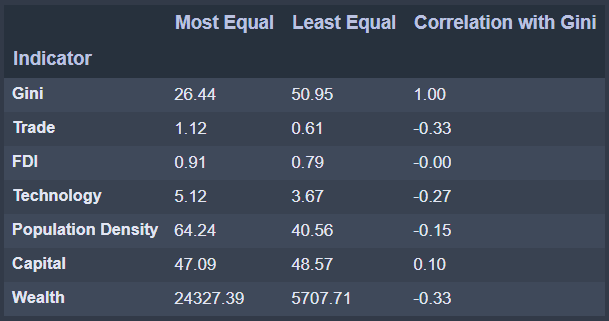 Most Equal Least Equal Correlation with Gini
Indicator
Gini 26.44 50.95 1.00
Trade 1.12 0.61 -0.33
FDI 0.91 0.79 -0.00
Technology 5.12 3.67 -0.27
Population Density 64.24 40.56 -0.15
Capital 47.09 48.57 0.10
Wealth 24327.39 5707.71 -0.33